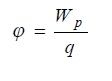 φ = W_p / q